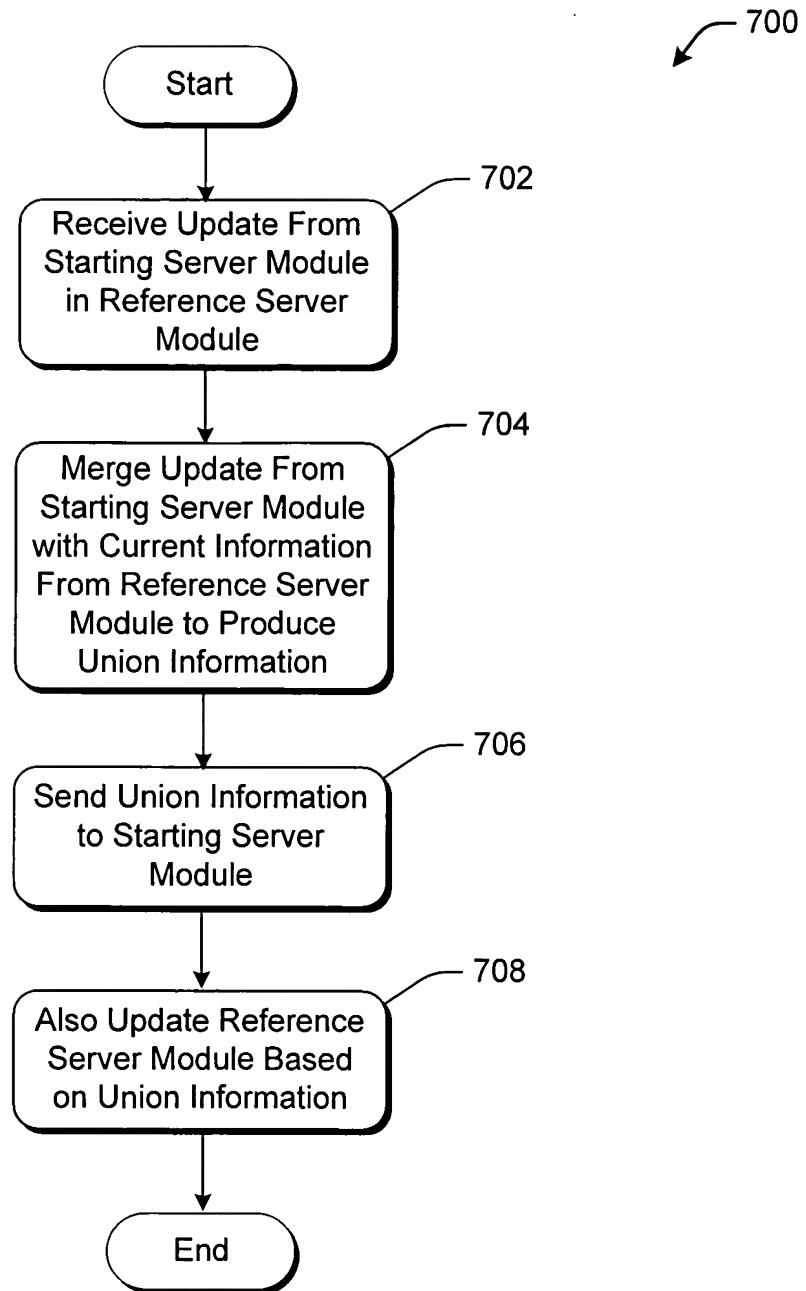 700
Start
702
Receive Update From
Starting Server Module
in Reference Server
Module
704
Merge Update From
Starting Server Module
with Current Information
From Reference Server
Module to Produce
Union Information
706
Send Union Information
to Starting Server
Module
708
Also Update Reference
Server Module Based
on Union Information
End